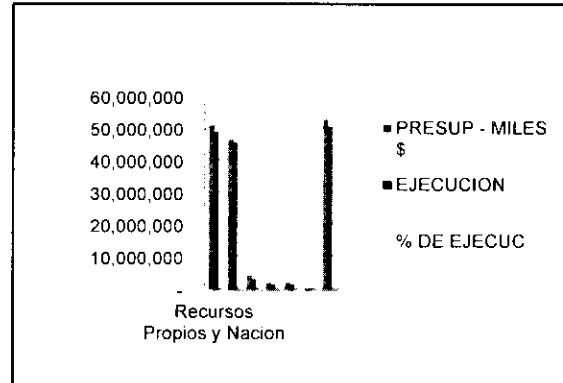 60,000,000
50,000,000
40,000,000
30,000,000
20,000,000
10,000,000
-
Recursos
Propios y Nacion
PRESUP - MILES
$
EJECUCION
% DE EJECUC